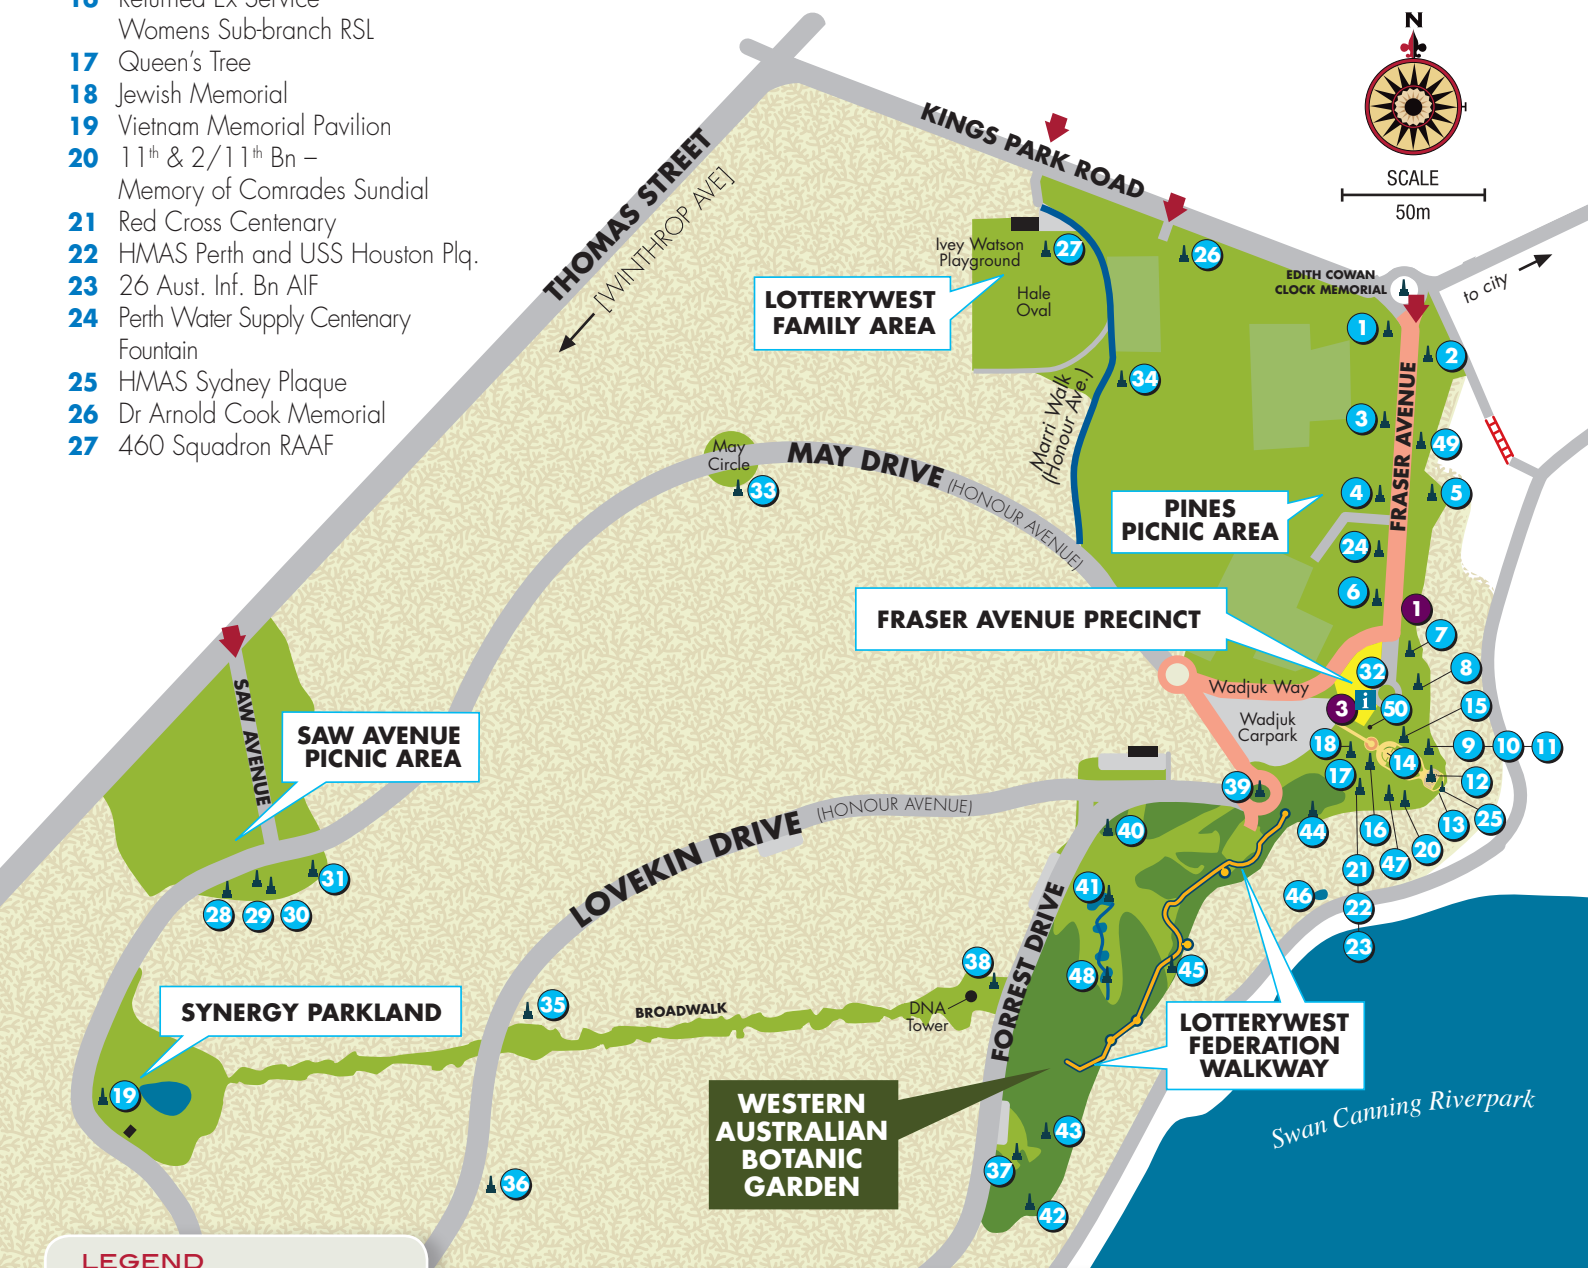 16 Returned Ex Service
Womens Sub-branch RSL
17 Queen's Tree
18 Jewish Memorial
19 Vietnam Memorial Pavilion
20 11th & 2/11th Bn –
Memory of Comrades Sundial
21 Red Cross Centenary
22 HMAS Perth and USS Houston Plq.
23 26 Aust. Inf. Bn AIF
24 Perth Water Supply Centenary
Fountain
25 HMAS Sydney Plaque
26 Dr Arnold Cook Memorial
27 460 Squadron RAAF
N
SCALE
50m
KINGS PARK ROAD
THOMAS STREET
[WINTHROP AVE]
Ivey Watson
Playground
27
26
Hale
Oval
LOTTERYWEST
FAMILY AREA
EDITH COWAN
CLOCK MEMORIAL
to city
1
2
34
Marri Walk
(Honour Ave.)
3
49
FRASER AVENUE
May
Circle
33
MAY DRIVE (HONOUR AVENUE)
4
5
PINES
PICNIC AREA
24
6
1
7
FRASER AVENUE PRECINCT
32
8
Wadjuk Way
3
i
50
15
Wadjuk
Carpark
18
9
10
11
14
17
12
SAW AVENUE
SAW AVENUE
PICNIC AREA
39
LOVEKIN DRIVE (HONOUR AVENUE)
40
44
16
13
25
20
47
21
31
28
29
30
41
46
22
23
FORREST DRIVE
38
48
45
SYNERGY PARKLAND
35
BROADWALK
DNA
Tower
LOTTERYWEST
FEDERATION
WALKWAY
19
WESTERN
AUSTRALIAN
BOTANIC
GARDEN
Swan Canning Riverpark
43
37
36
42
LEGEND